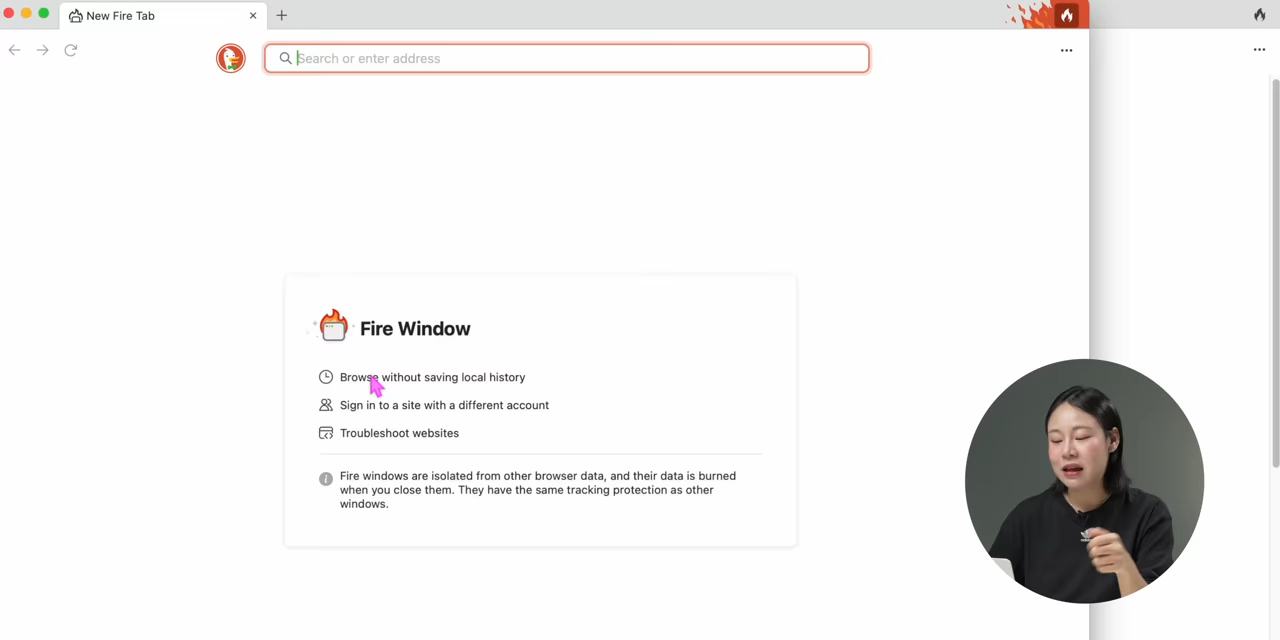 New Fire Tab
Search or enter address
Fire Window
Browse without saving local history
Sign in to a site with a different account
Troubleshoot websites
Fire windows are isolated from other browser data, and their data is burned
when you close them. They have the same tracking protection as other
windows.